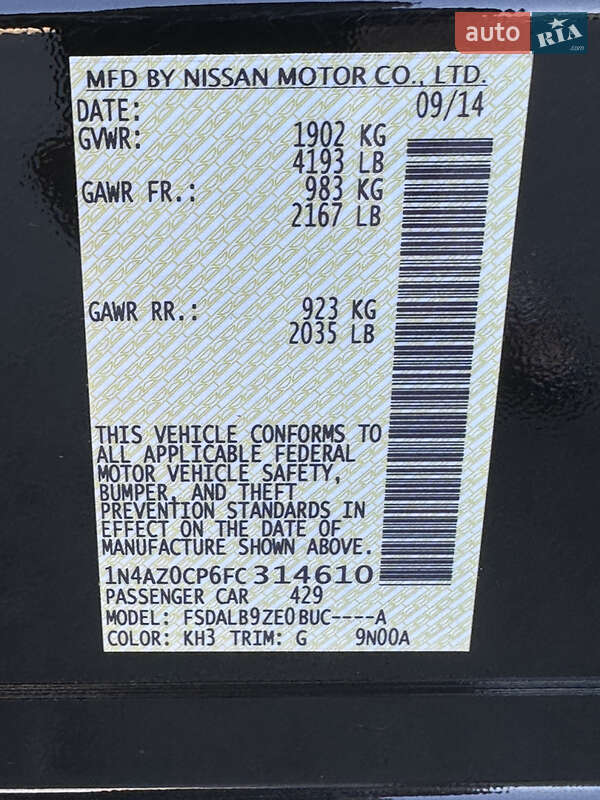 auto RIA .com
MFD BY NISSAN MOTOR CO., LTD.
DATE: 09/14
GVWR: 1902 KG
4193 LB
GAWR FR.: 983 KG
2167 LB
GAWR RR.: 923 KG
2035 LB
THIS VEHICLE CONFORMS TO
ALL APPLICABLE FEDERAL
MOTOR VEHICLE SAFETY,
BUMPER, AND THEFT
PREVENTION STANDARDS IN
EFFECT ON THE DATE OF
MANUFACTURE SHOWN ABOVE.
1N4AZ0CP6FC314610
PASSENGER CAR 429
MODEL: FSDALB9ZE0BUC----A
COLOR: KH3 TRIM: G 9N00A